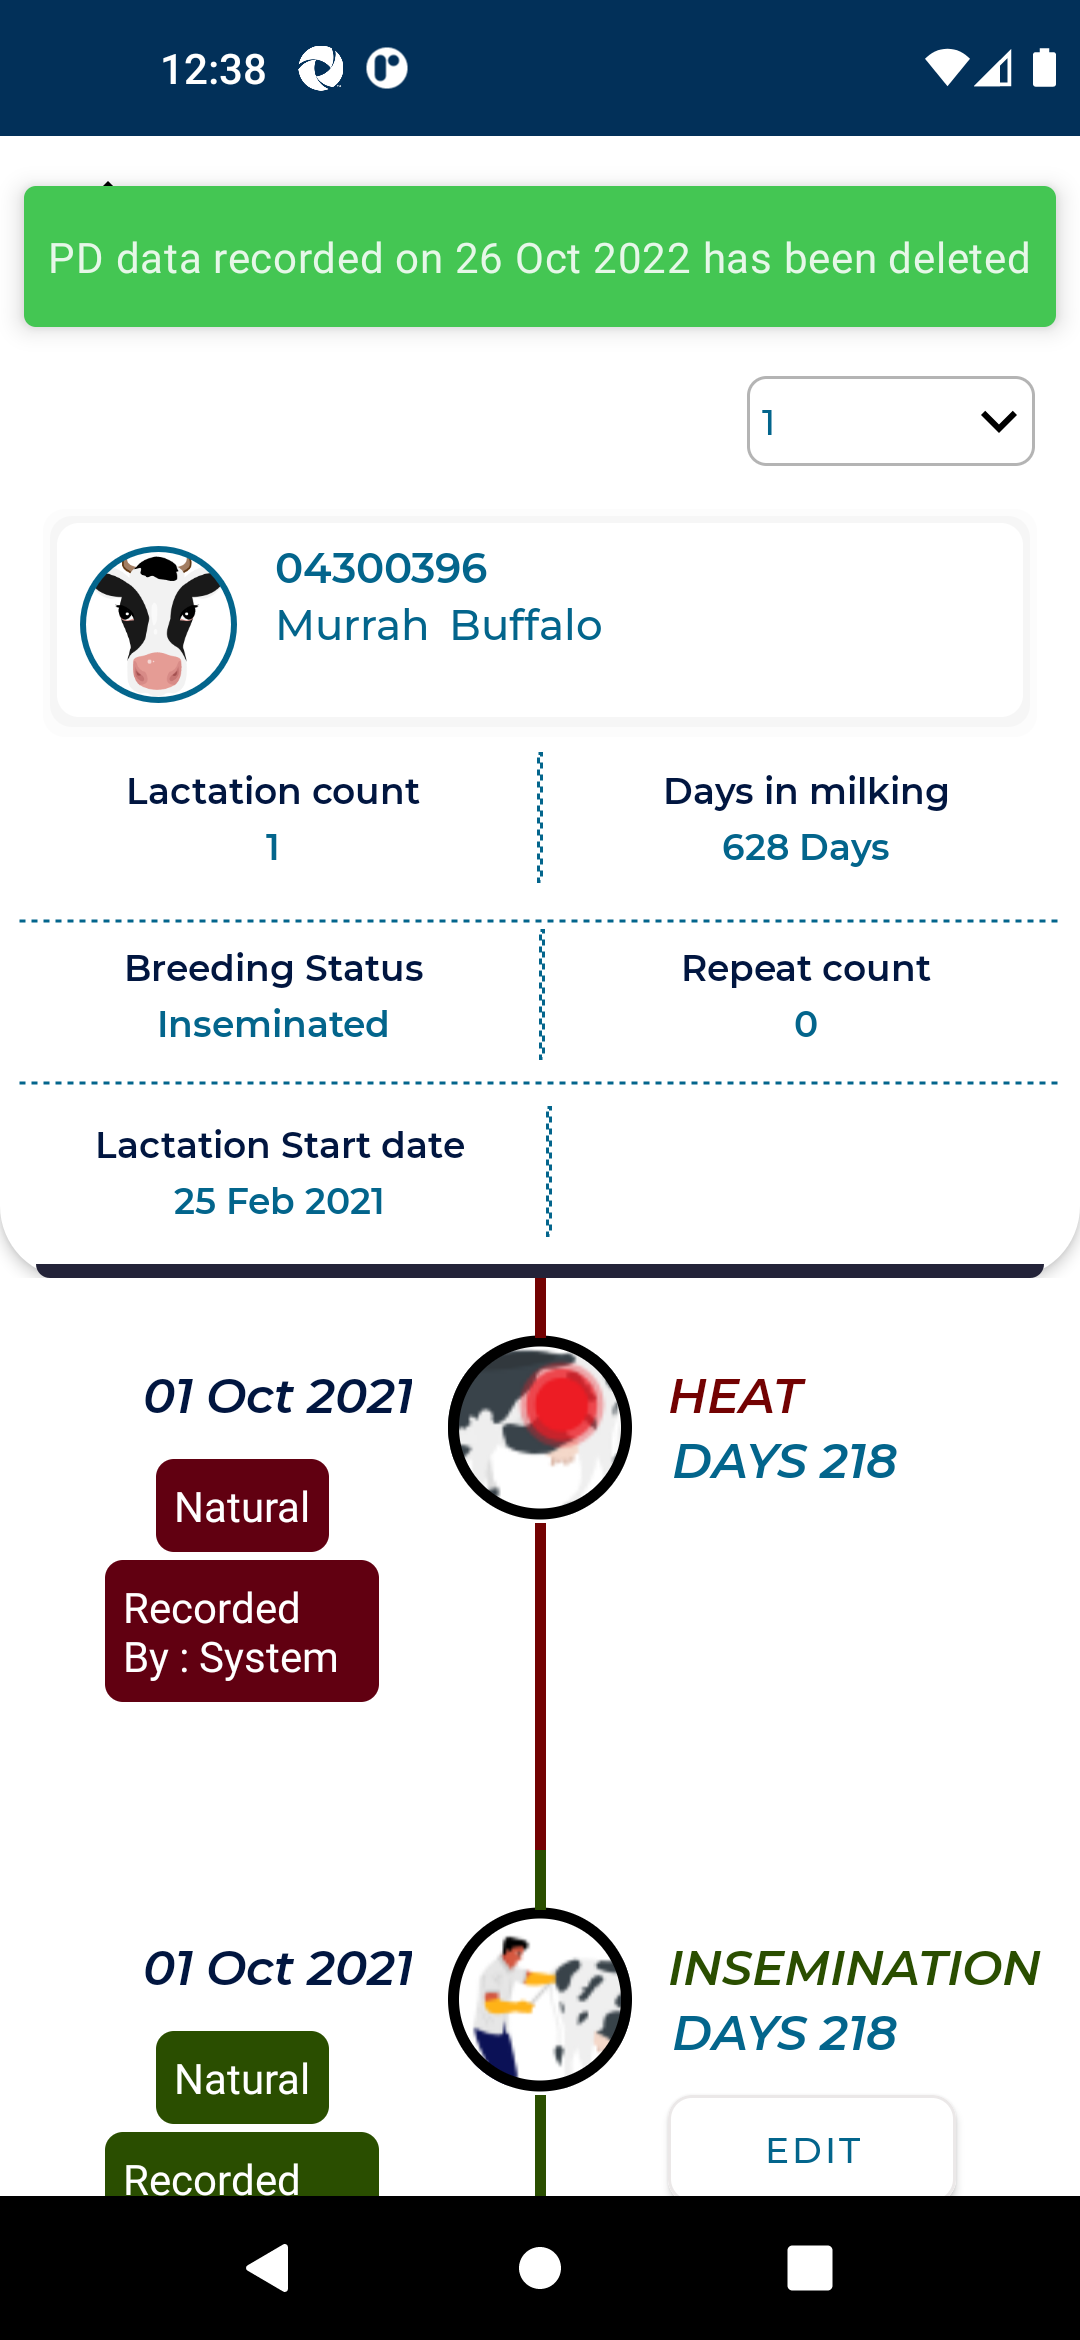 12:38
PD data recorded on 26 Oct 2022 has been deleted
1
04300396
Murrah Buffalo
Lactation count
1
Days in milking
628 Days
Breeding Status
Inseminated
Repeat count
0
Lactation Start date
25 Feb 2021
01 Oct 2021
HEAT
DAYS 218
Natural
Recorded
By : System
01 Oct 2021
INSEMINATION
DAYS 218
Natural
EDIT
Recorded